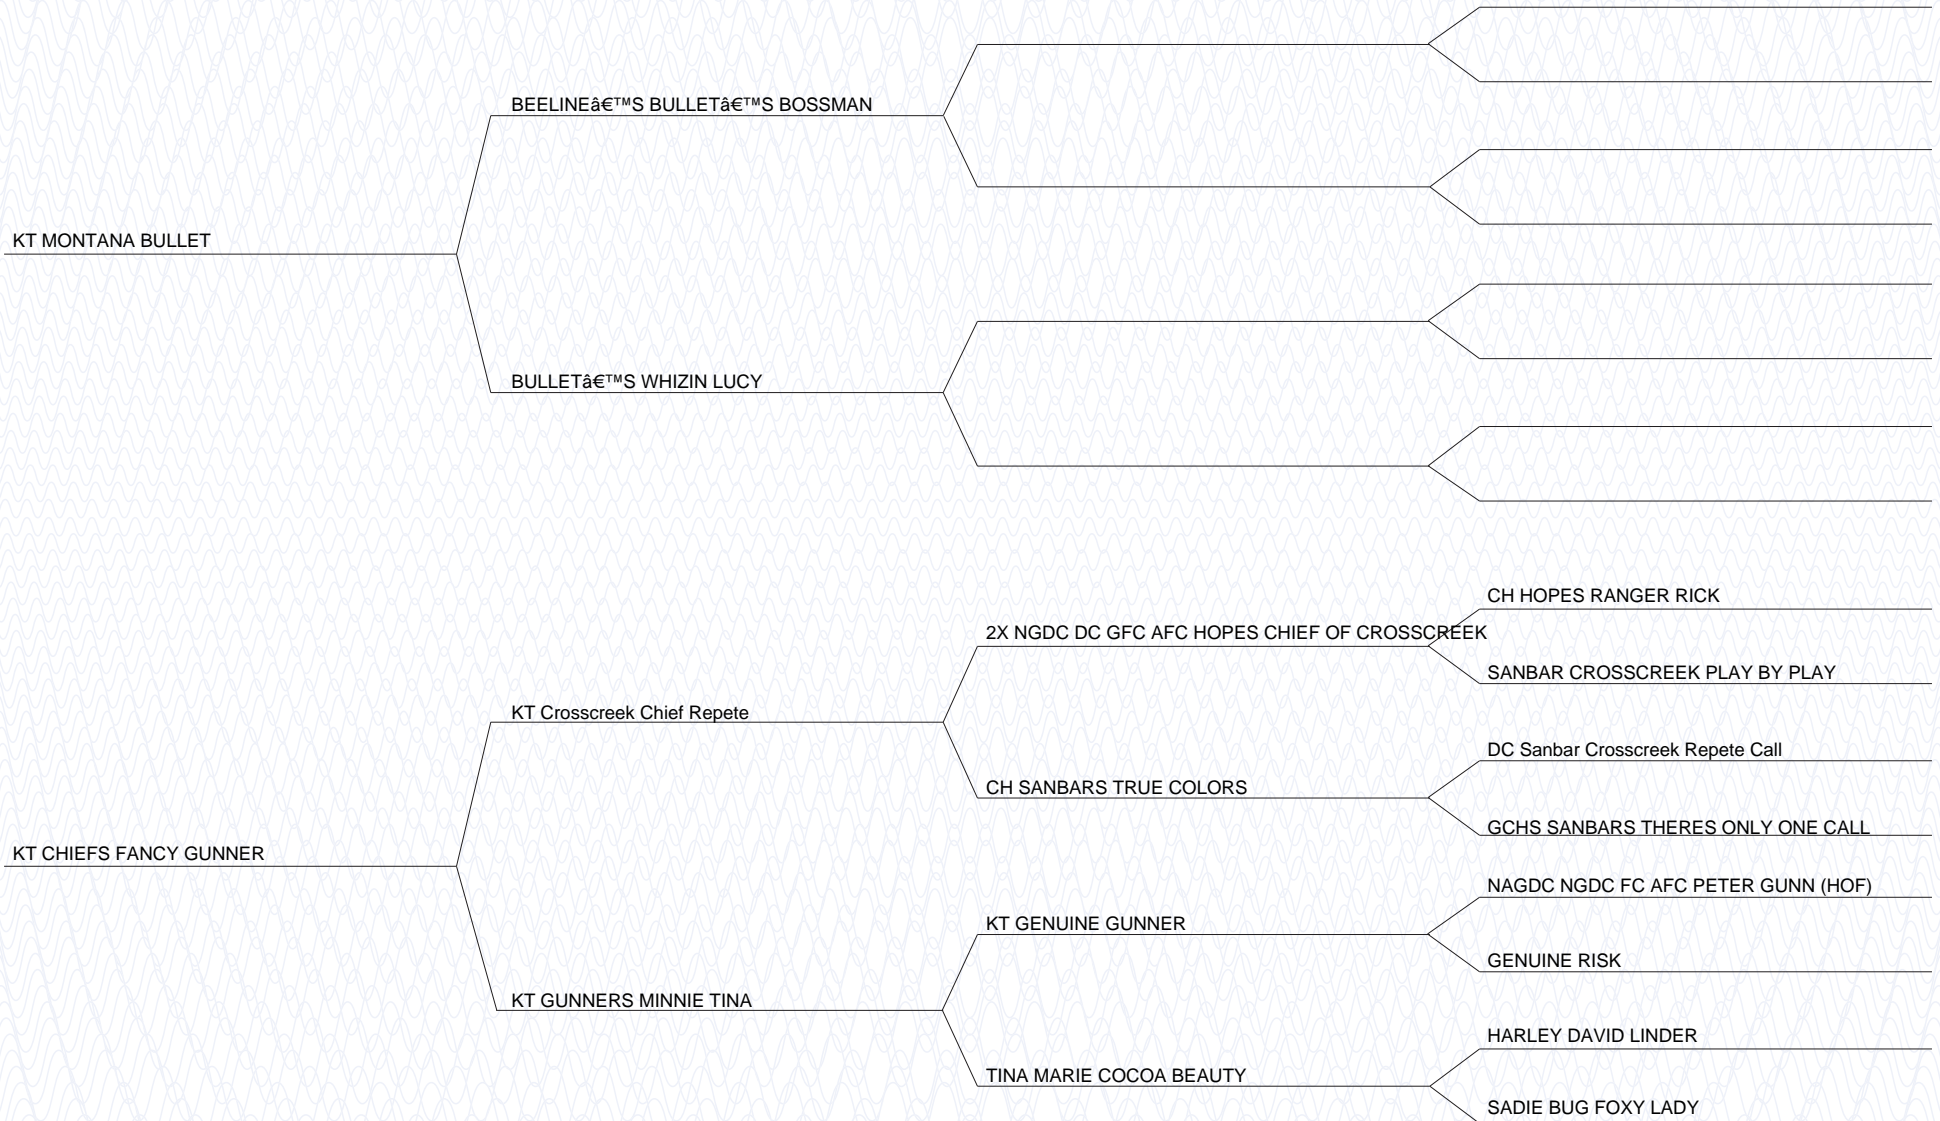 BEELINEâ€™S BULLETâ€™S BOSSMAN
KT MONTANA BULLET
BULLETâ€™S WHIZIN LUCY
CH HOPES RANGER RICK
2X NGDC DC GFC AFC HOPES CHIEF OF CROSSCREEK
SANBAR CROSSCREEK PLAY BY PLAY
KT Crosscreek Chief Repete
DC Sanbar Crosscreek Repete Call
CH SANBARS TRUE COLORS
GCHS SANBARS THERES ONLY ONE CALL
KT CHIEFS FANCY GUNNER
NAGDC NGDC FC AFC PETER GUNN (HOF)
KT GENUINE GUNNER
GENUINE RISK
KT GUNNERS MINNIE TINA
HARLEY DAVID LINDER
TINA MARIE COCOA BEAUTY
SADIE BUG FOXY LADY